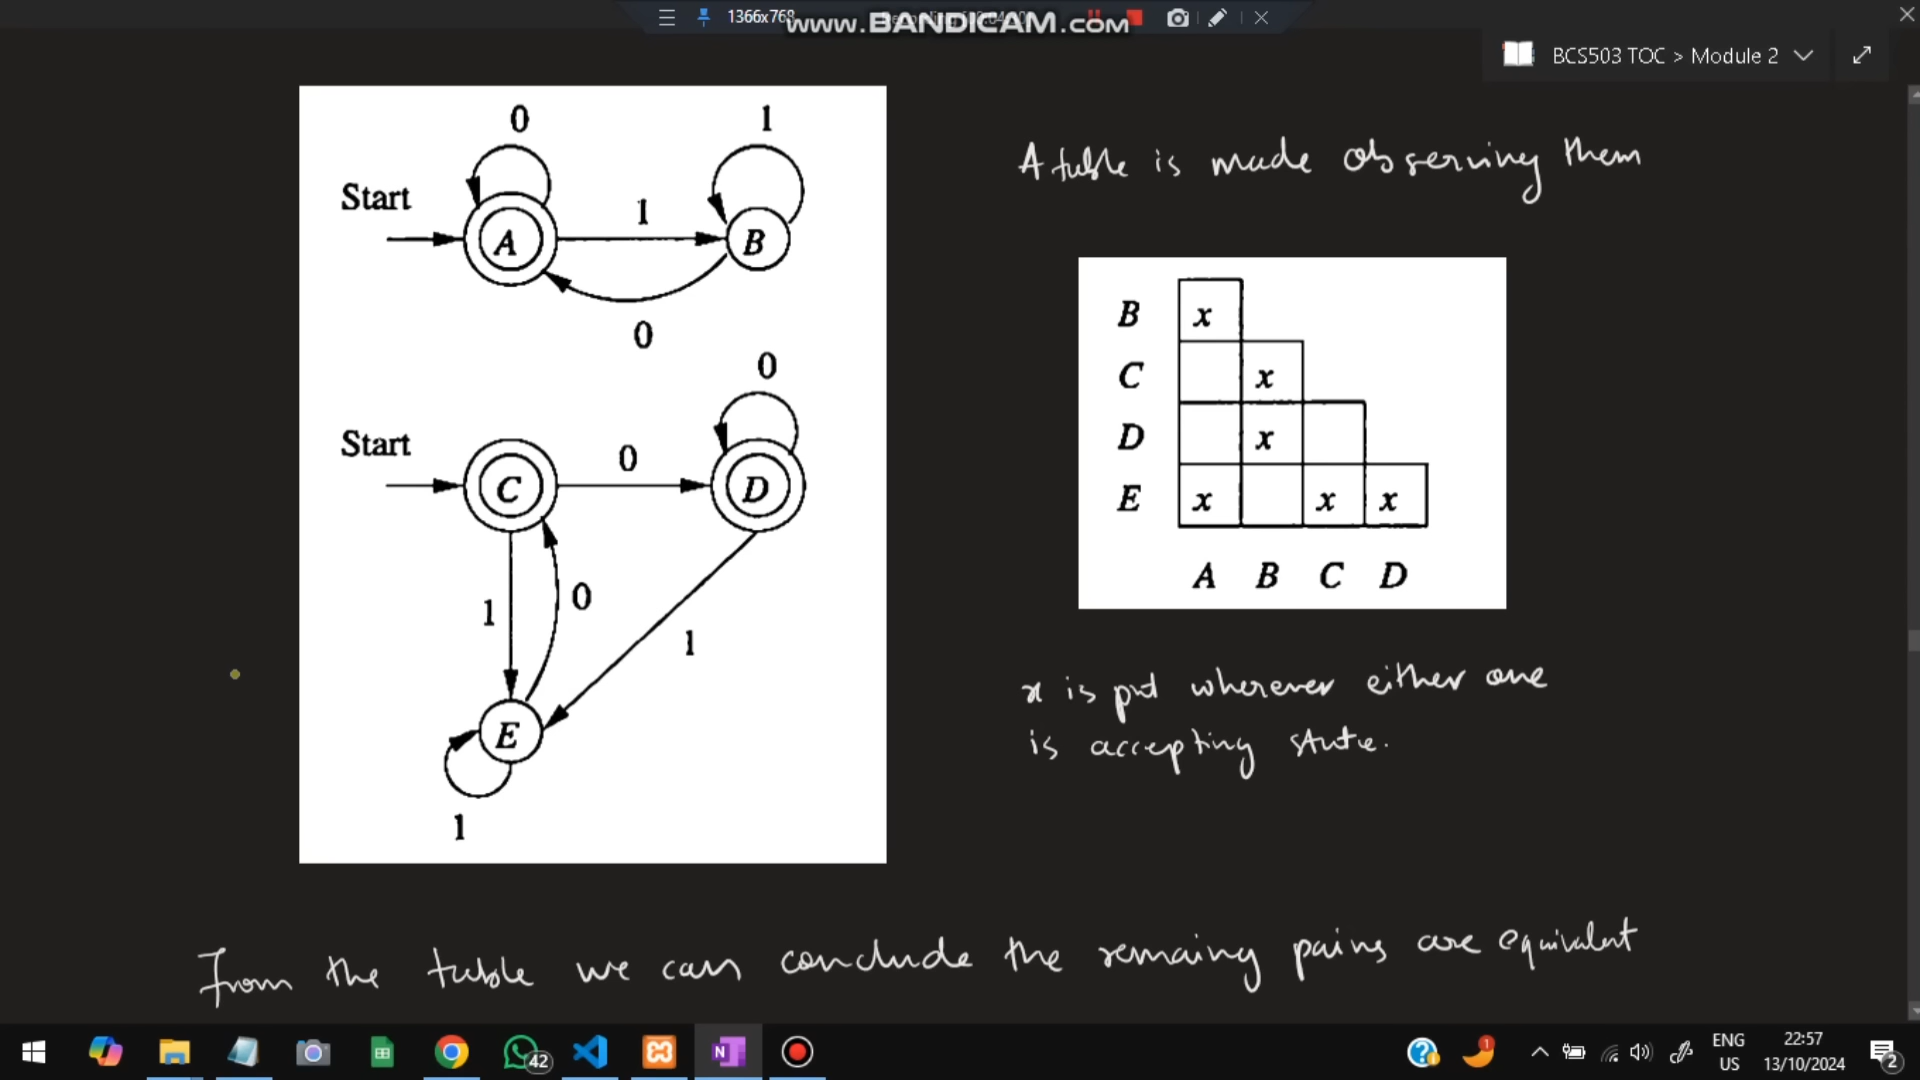 1366x768
www.BANDICAM.com
BCS503 TOC > Module 2
0
1
Start
A
1
B
0
0
Start
C
0
D
1
0
1
E
1
A table is made observing them
B x
C x
D x
E x x x
A B C D
x is put wherever either one
is accepting state.
From the table we can conclude the remaing pairs are equivalent
42
1
ENG
US
22:57
13/10/2024
2